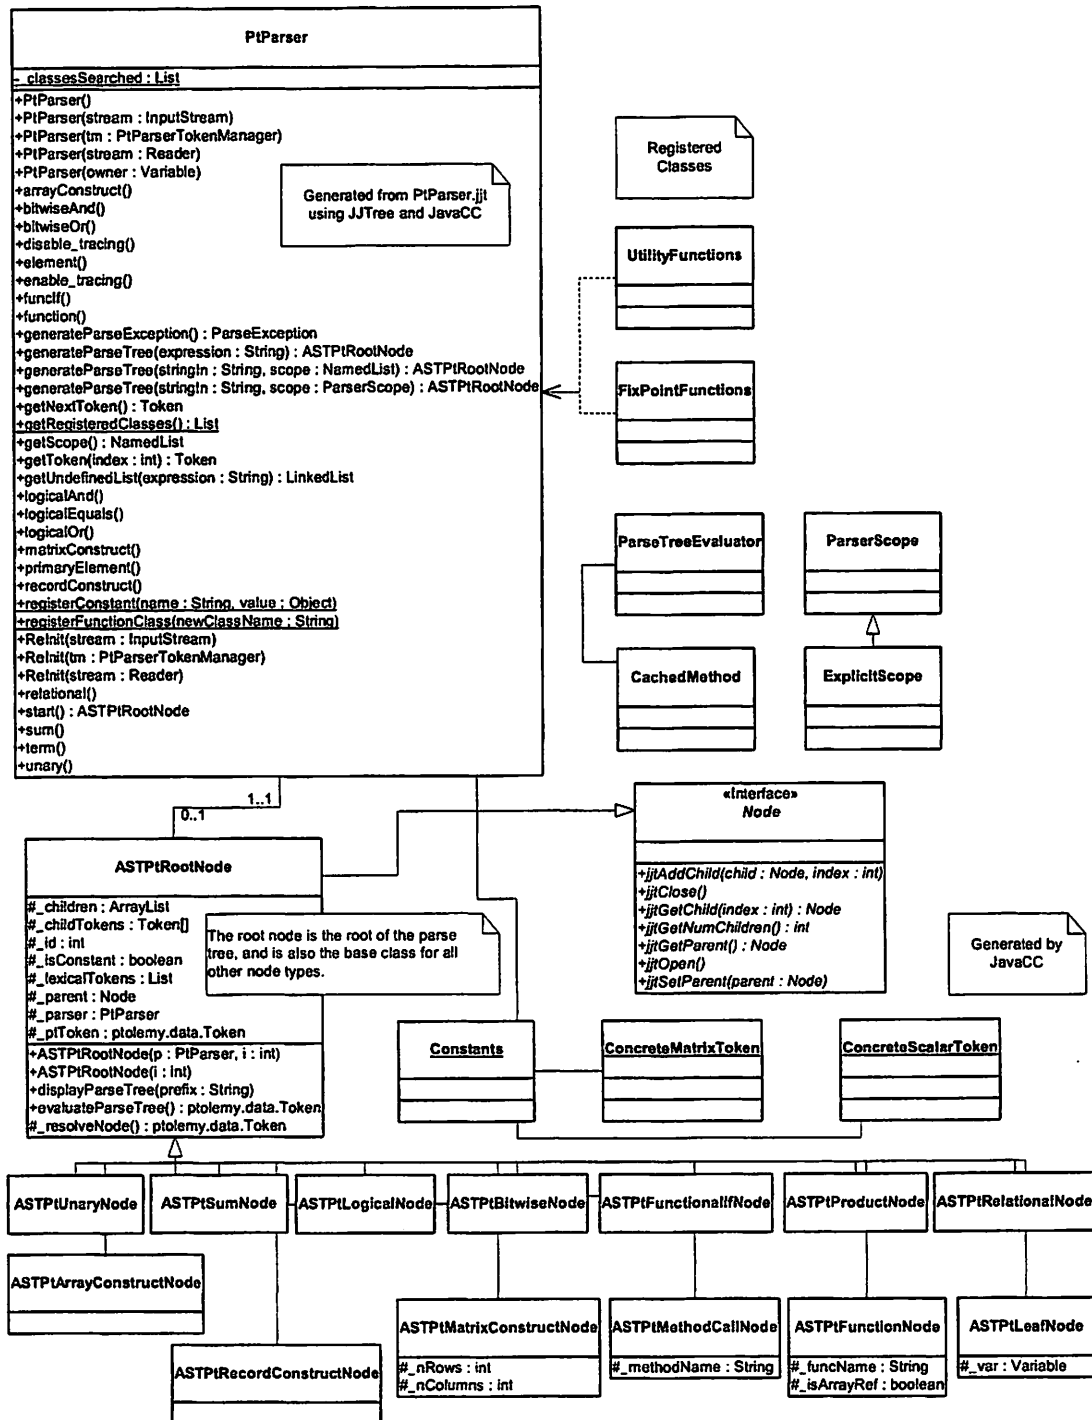 PtParser
-_classesSearched : List
+PtParser()
+PtParser(stream : InputStream)
+PtParser(tm : PtParserTokenManager)
+PtParser(stream : Reader)
+PtParser(owner : Variable)
+arrayConstruct()
+bitwiseAnd()
+bitwiseOr()
+disable_tracing()
+element()
+enable_tracing()
+funcIf()
+function()
+generateParseException() : ParseException
+generateParseTree(expression : String) : ASTPtRootNode
+generateParseTree(stringIn : String, scope : NamedList) : ASTPtRootNode
+generateParseTree(stringIn : String, scope : ParserScope) : ASTPtRootNode
+getNextToken() : Token
+getRegisteredClasses() : List
+getScope() : NamedList
+getToken(index : int) : Token
+getUndefinedList(expression : String) : LinkedList
+logicalAnd()
+logicalEquals()
+logicalOr()
+matrixConstruct()
+primaryElement()
+recordConstruct()
+registerConstant(name : String, value : Object)
+registerFunctionClass(newClassName : String)
+ReInit(stream : InputStream)
+ReInit(tm : PtParserTokenManager)
+ReInit(stream : Reader)
+relational()
+start() : ASTPtRootNode
+sum()
+term()
+unary()
Generated from PtParser.jjt
using JJTree and JavaCC
Registered
Classes
UtilityFunctions
FixPointFunctions
ParseTreeEvaluator
ParserScope
CachedMethod
ExplicitScope
1..1
0..1
«Interface»
Node
+jjtAddChild(child : Node, index : int)
+jjtClose()
+jjtGetChild(index : int) : Node
+jjtGetNumChildren() : int
+jjtGetParent() : Node
+jjtOpen()
+jjtSetParent(parent : Node)
Generated by
JavaCC
ASTPtRootNode
#_children : ArrayList
#_childTokens : Token[]
#_id : int
#_isConstant : boolean
#_lexicalTokens : List
#_parent : Node
#_parser : PtParser
#_ptToken : ptolemy.data.Token
+ASTPtRootNode(p : PtParser, i : int)
+ASTPtRootNode(i : int)
+displayParseTree(prefix : String)
+evaluateParseTree() : ptolemy.data.Token
#_resolveNode() : ptolemy.data.Token
The root node is the root of the parse
tree, and is also the base class for all
other node types.
Constants
ConcreteMatrixToken
ConcreteScalarToken
ASTPtUnaryNode
ASTPtSumNode
ASTPtLogicalNode
ASTPtBitwiseNode
ASTPtFunctionalIfNode
ASTPtProductNode
ASTPtRelationalNode
ASTPtArrayConstructNode
ASTPtRecordConstructNode
ASTPtMatrixConstructNode
#_nRows : int
#_nColumns : int
ASTPtMethodCallNode
#_methodName : String
ASTPtFunctionNode
#_funcName : String
#_isArrayRef : boolean
ASTPtLeafNode
#_var : Variable